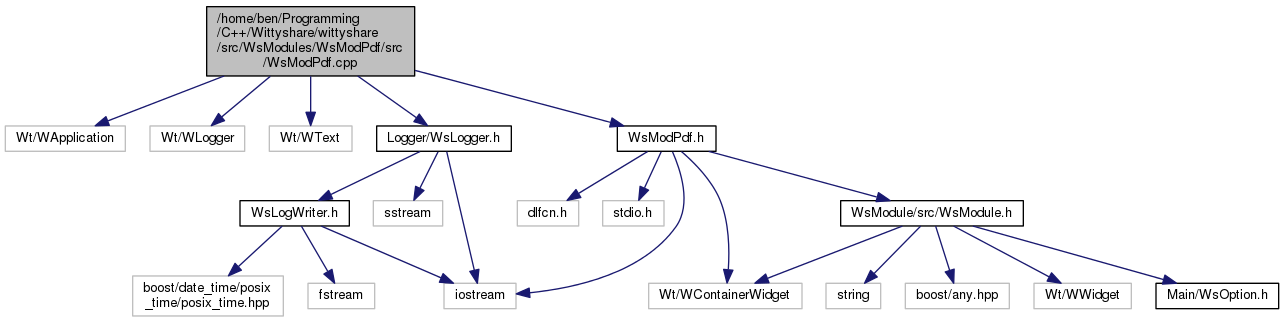 /home/ben/Programming
/C++/Wittyshare/wittyshare
/src/WsModules/WsModPdf/src
/WsModPdf.cpp
Wt/WApplication
Wt/WLogger
Wt/WText
Logger/WsLogger.h
WsModPdf.h
WsLogWriter.h
sstream
dlfcn.h
stdio.h
WsModule/src/WsModule.h
boost/date_time/posix
_time/posix_time.hpp
fstream
iostream
Wt/WContainerWidget
string
boost/any.hpp
Wt/WWidget
Main/WsOption.h